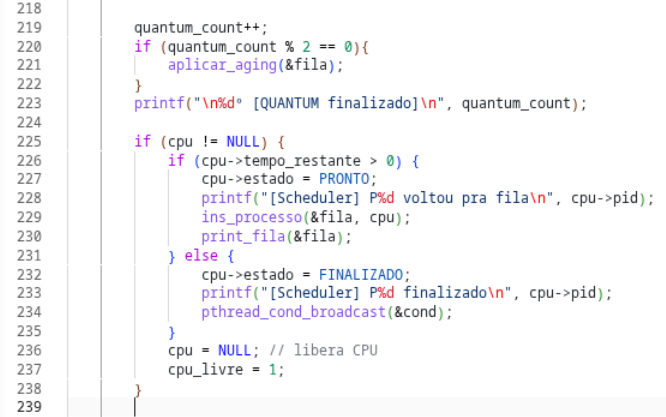 218
219 quantum_count++;
220 if (quantum_count % 2 == 0){
221 aplicar_aging(&fila);
222 }
223 printf("\n%d° [QUANTUM finalizado]\n", quantum_count);
224
225 if (cpu != NULL) {
226 if (cpu->tempo_restante > 0) {
227 cpu->estado = PRONTO;
228 printf("[Scheduler] P%d voltou pra fila\n", cpu->pid);
229 ins_processo(&fila, cpu);
230 print_fila(&fila);
231 } else {
232 cpu->estado = FINALIZADO;
233 printf("[Scheduler] P%d finalizado\n", cpu->pid);
234 pthread_cond_broadcast(&cond);
235 }
236 cpu = NULL; // libera CPU
237 cpu_livre = 1;
238 }
239